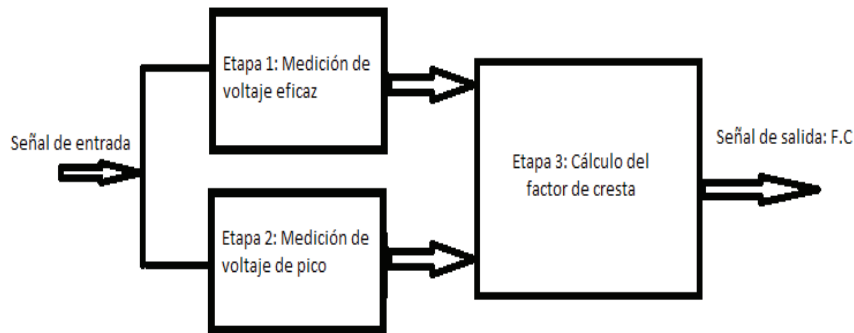 Etapa 1: Medición de
voltaje eficaz
Señal de entrada
Etapa 2: Medición de
voltaje de pico
Etapa 3: Cálculo del
factor de cresta
Señal de salida: F.C